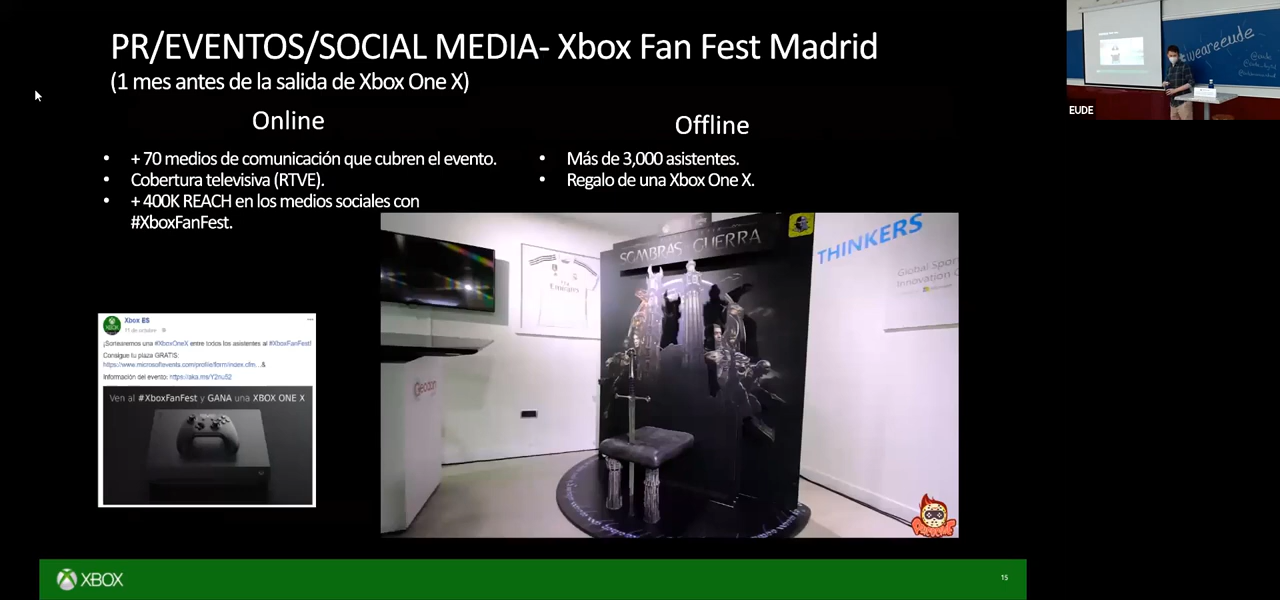 PR/EVENTOS/SOCIAL MEDIA- Xbox Fan Fest Madrid
(1 mes antes de la salida de Xbox One X)
Online
• + 70 medios de comunicación que cubren el evento.
• Cobertura televisiva (RTVE).
• + 400K REACH en los medios sociales con
#XboxFanFest.
Offline
• Más de 3,000 asistentes.
• Regalo de una Xbox One X.
XBOX
Xbox ES
11 de octubre
¡Sortearemos una #XboxOneX entre todos los asistentes al #XboxFanFest!
Consigue tu plaza GRATIS:
Información del evento:
Ven al #XboxFanFest y GANA una XBOX ONE X
SOMBRAS GUERRA
THINKERS
Innovation
XBOX
15
#weareeude
EUDE